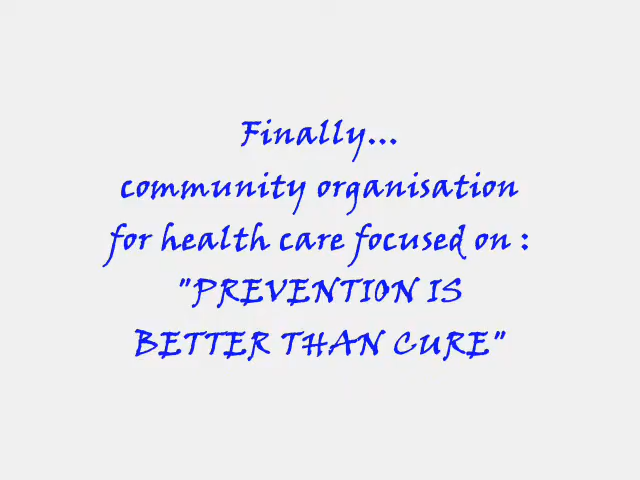 Finally...
community organisation
for health care focused on :
"PREVENTION IS
BETTER THAN CURE"